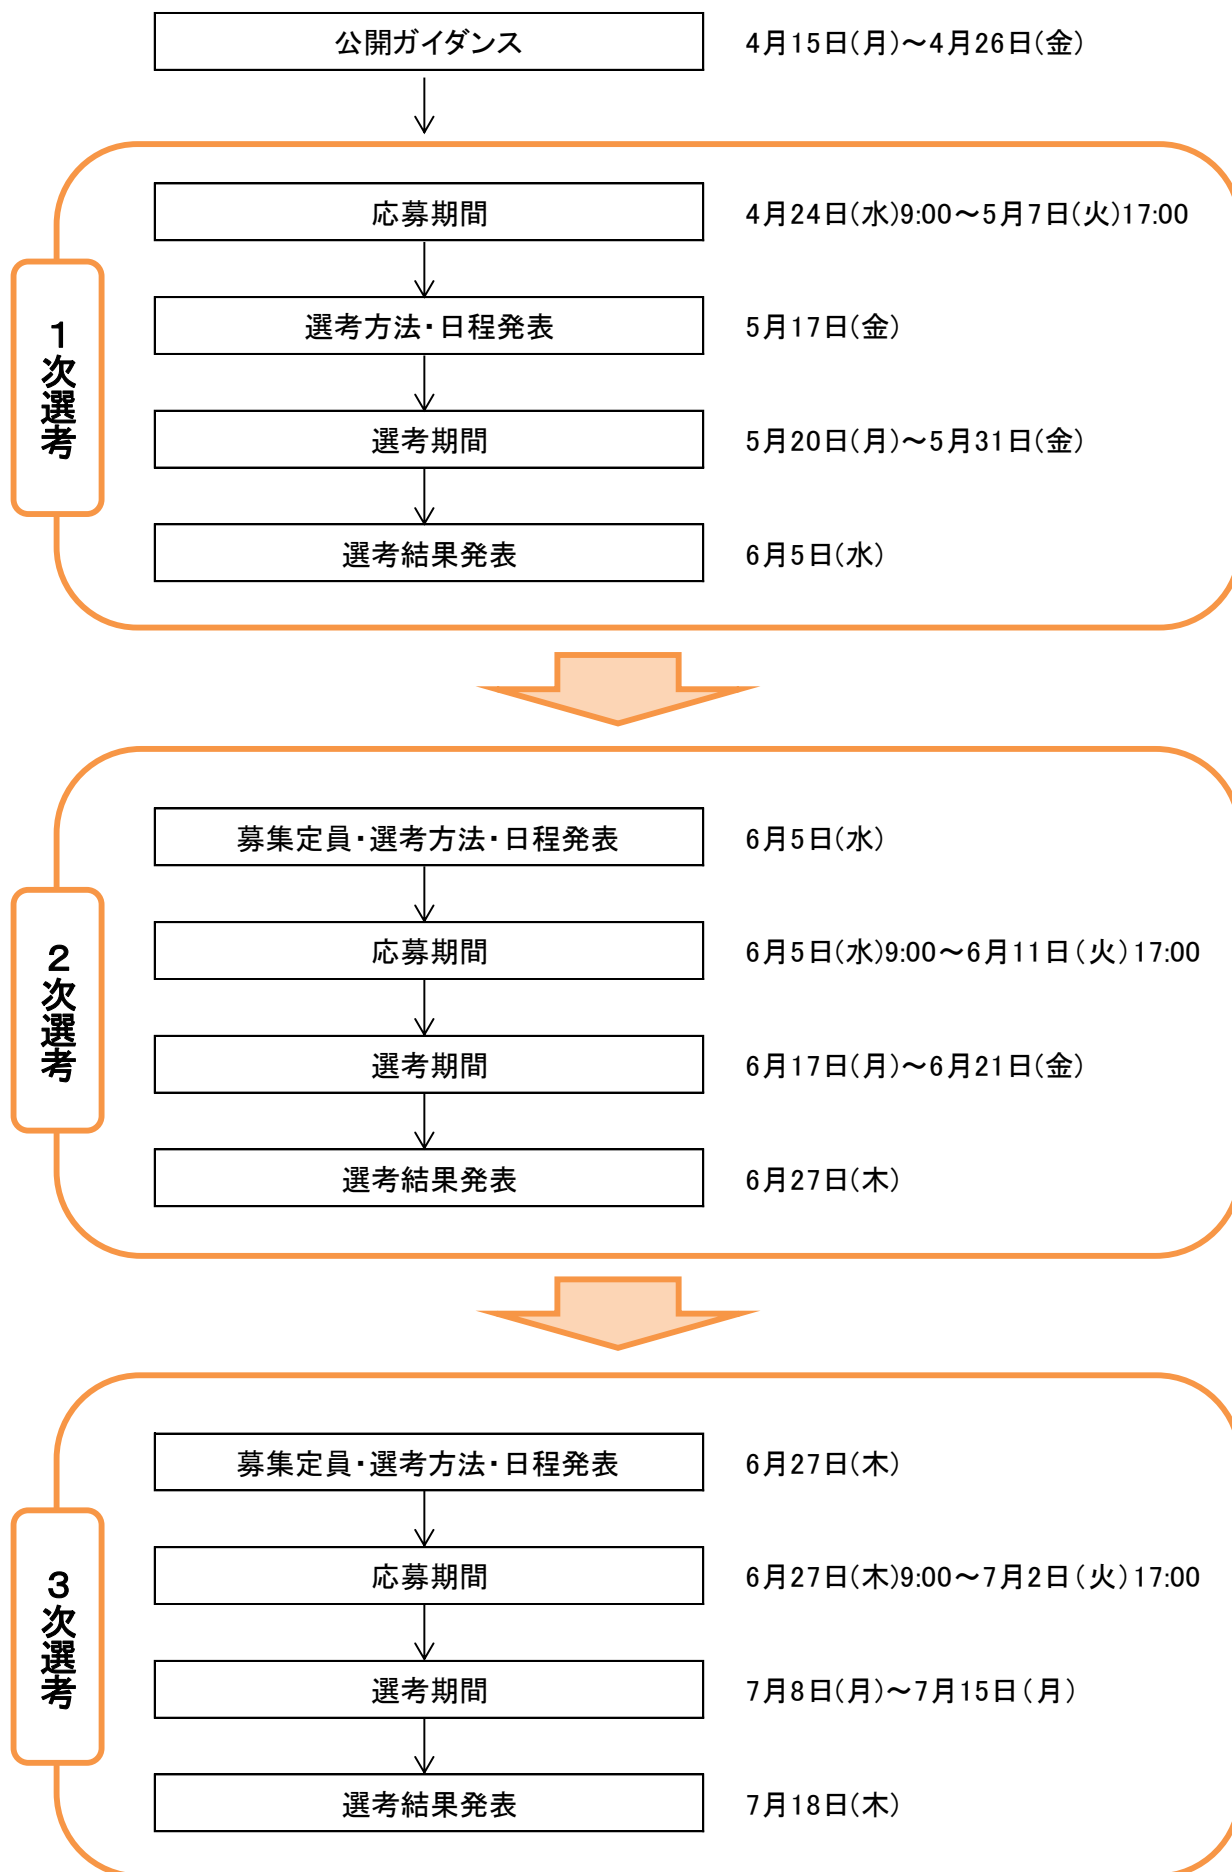 公開ガイダンス 4月15日(月)～4月26日(金)
1次選考
応募期間 4月24日(水)9:00～5月7日(火)17:00
選考方法・日程発表 5月17日(金)
選考期間 5月20日(月)～5月31日(金)
選考結果発表 6月5日(水)
2次選考
募集定員・選考方法・日程発表 6月5日(水)
応募期間 6月5日(水)9:00～6月11日(火)17:00
選考期間 6月17日(月)～6月21日(金)
選考結果発表 6月27日(木)
3次選考
募集定員・選考方法・日程発表 6月27日(木)
応募期間 6月27日(木)9:00～7月2日(火)17:00
選考期間 7月8日(月)～7月15日(月)
選考結果発表 7月18日(木)